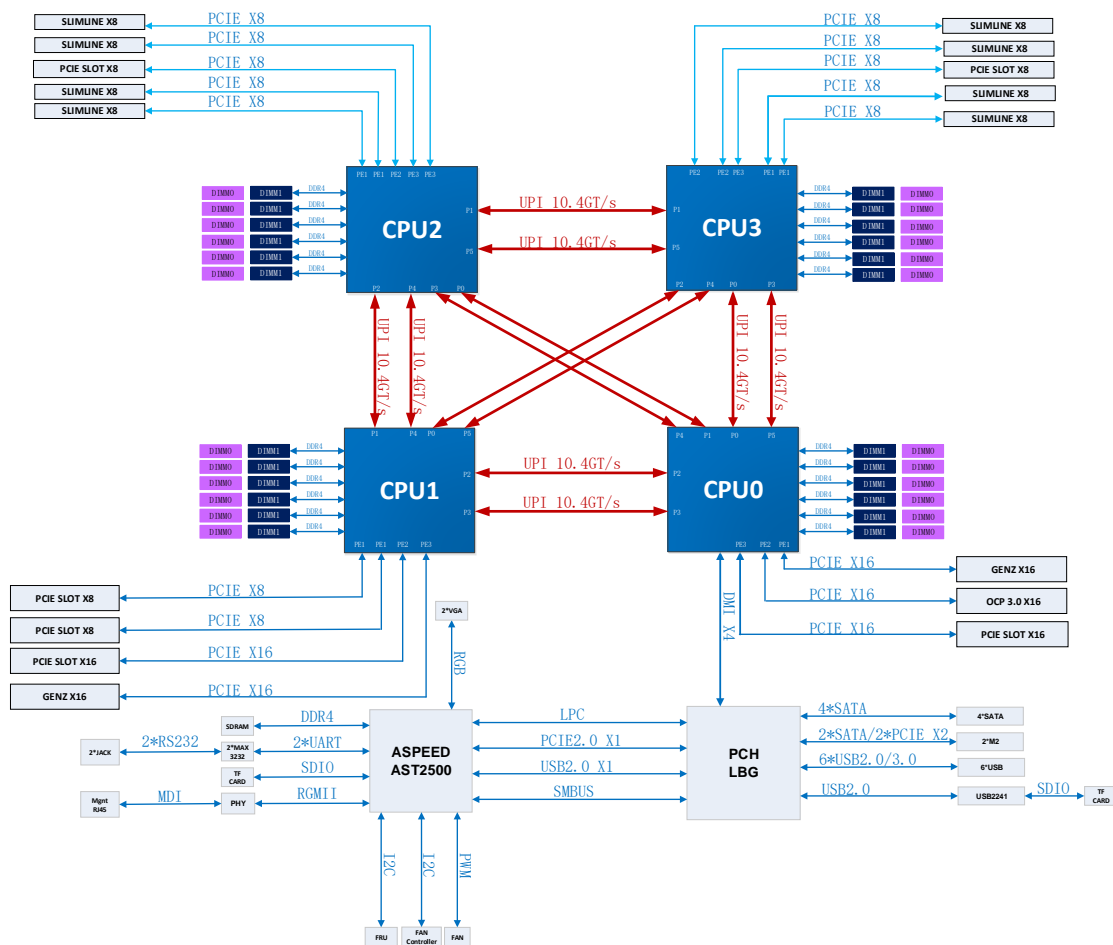 SLIMLINE X8
PCIE X8
SLIMLINE X8
PCIE X8
PCIE SLOT X8
PCIE X8
SLIMLINE X8
PCIE X8
SLIMLINE X8
PCIE X8
PCIE X8
SLIMLINE X8
PCIE X8
SLIMLINE X8
PCIE X8
PCIE SLOT X8
SLIMLINE X8
PCIE X8
SLIMLINE X8
PE1 PE1 PE2 PE3 PE3
PE2 PE2 PE3 PE1 PE1
CPU2
P1
P5
P2 P4 P3 P0
CPU3
P1
P5
P2 P4 P0 P3
DIMM0 DIMM1 DDR4
DIMM0 DIMM1 DDR4
DIMM0 DIMM1 DDR4
DIMM0 DIMM1 DDR4
DIMM0 DIMM1 DDR4
DIMM0 DIMM1 DDR4
UPI 10.4GT/s
UPI 10.4GT/s
DDR4 DIMM1 DIMM0
DDR4 DIMM1 DIMM0
DDR4 DIMM1 DIMM0
DDR4 DIMM1 DIMM0
DDR4 DIMM1 DIMM0
DDR4 DIMM1 DIMM0
UPI 10.4GT/s
UPI 10.4GT/s
UPI 10.4GT/s
UPI 10.4GT/s
P1 P4 P0 P5
CPU1
P2
P3
PE1 PE1 PE2 PE3
P4 P1 P0 P5
CPU0
P2
P3
PE3 PE2 PE1
DIMM0 DIMM1 DDR4
DIMM0 DIMM1 DDR4
DIMM0 DIMM1 DDR4
DIMM0 DIMM1 DDR4
DIMM0 DIMM1 DDR4
DIMM0 DIMM1 DDR4
UPI 10.4GT/s
UPI 10.4GT/s
DDR4 DIMM1 DIMM0
DDR4 DIMM1 DIMM0
DDR4 DIMM1 DIMM0
DDR4 DIMM1 DIMM0
DDR4 DIMM1 DIMM0
DDR4 DIMM1 DIMM0
PCIE SLOT X8
PCIE X8
PCIE SLOT X8
PCIE X8
PCIE SLOT X16
PCIE X16
GENZ X16
PCIE X16
PCIE X16
GENZ X16
PCIE X16
OCP 3.0 X16
PCIE X16
PCIE SLOT X16
DMI X4
2*VGA
RGB
SDRAM
DDR4
2*JACK
2*RS232
2*MAX
3232
2*UART
TF
CARD
SDIO
Mgnt
RJ45
MDI
PHY
RGMII
ASPEED
AST2500
LPC
PCIE2.0 X1
USB2.0 X1
SMBUS
PCH
LBG
4*SATA
4*SATA
2*SATA/2*PCIE X2
2*M2
6*USB2.0/3.0
6*USB
USB2.0
USB2241
SDIO
TF
CARD
I2C
I2C
PWM
FRU
FAN
Controller
FAN